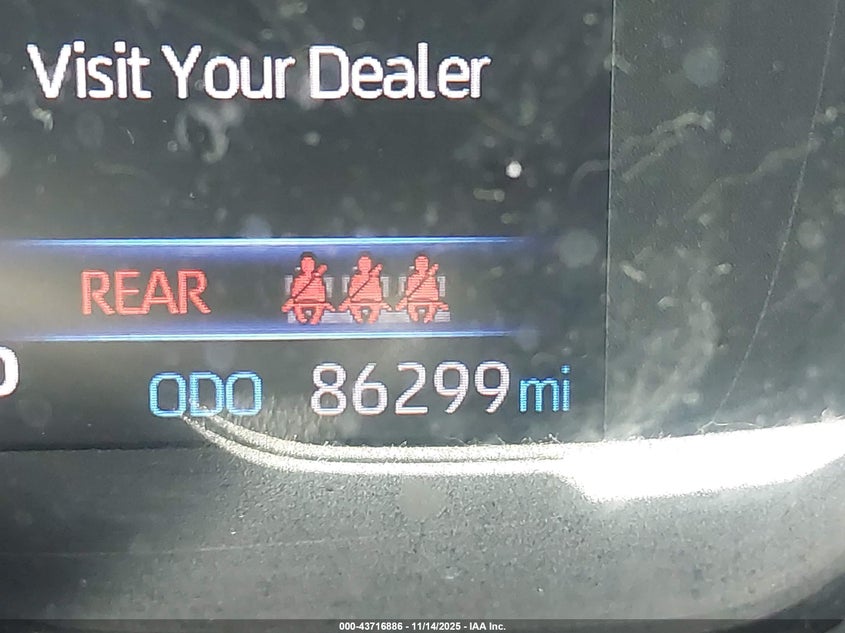 Visit Your Dealer
REAR
ODO 86299 mi
000-43716886 - 11/14/2025 - IAA Inc.